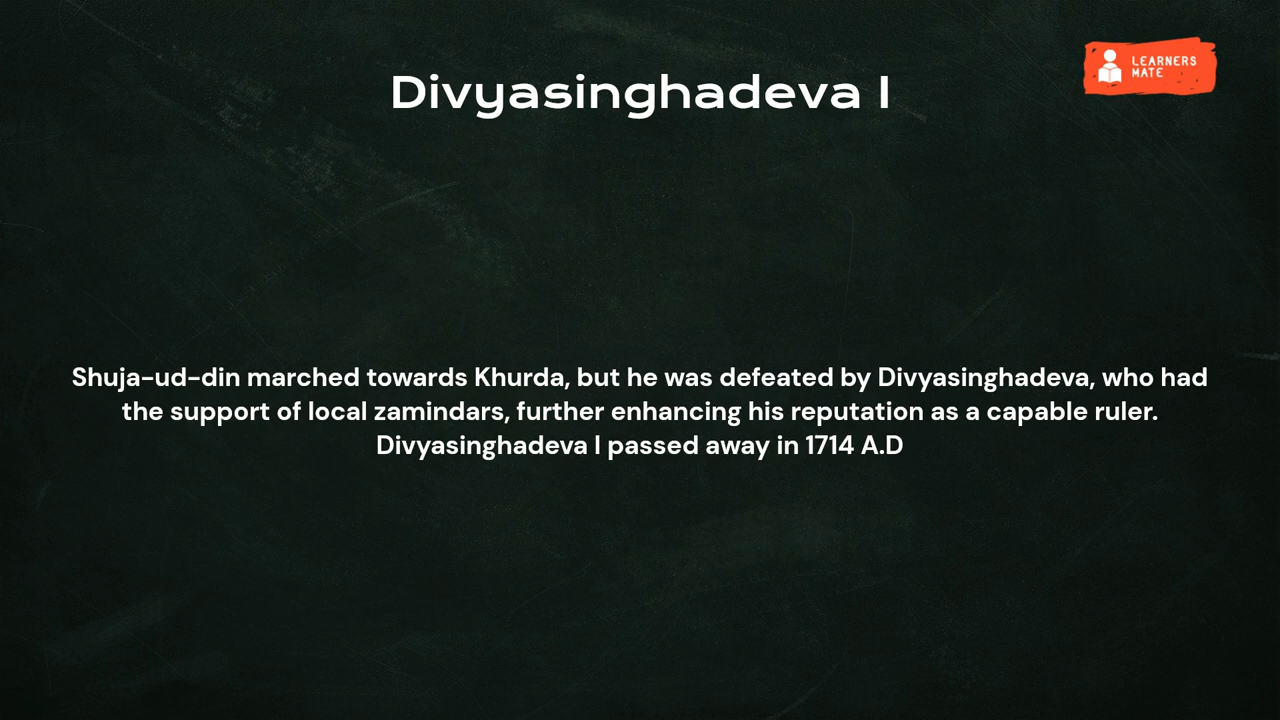 Divyasinghadeva I
LEARNERS
MATE
Shuja-ud-din marched towards Khurda, but he was defeated by Divyasinghadeva, who had
the support of local zamindars, further enhancing his reputation as a capable ruler.
Divyasinghadeva I passed away in 1714 A.D